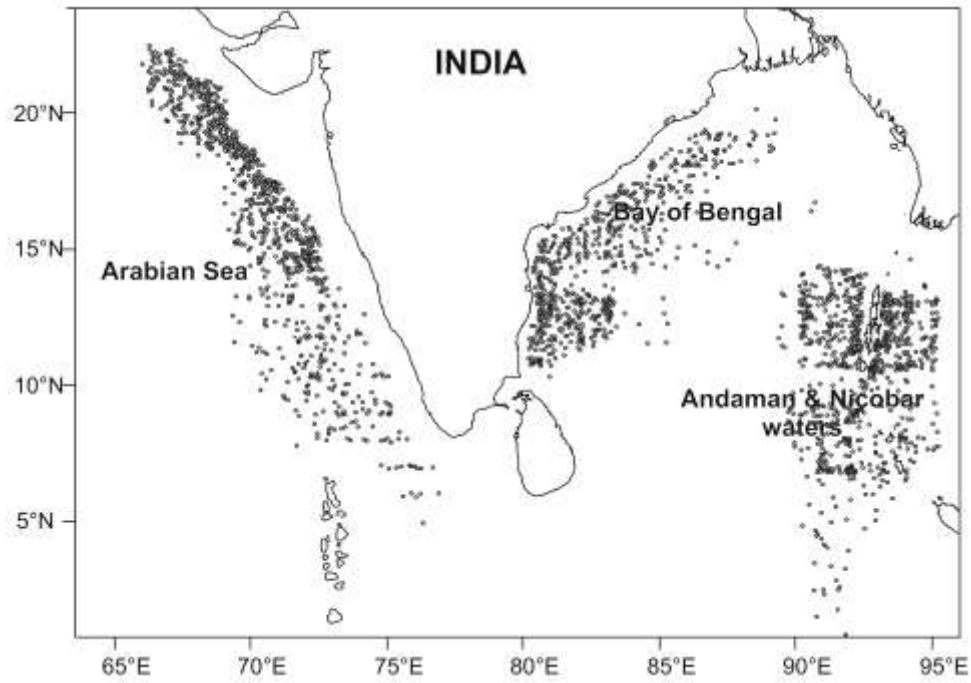 INDIA
20°N
Bay of Bengal
15°N
Arabian Sea
10°N
Andaman & Nicobar
waters
5°N
65°E 70°E 75°E 80°E 85°E 90°E 95°E